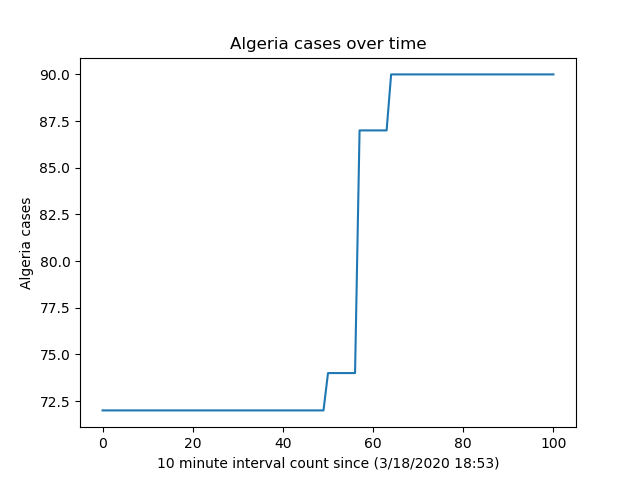 Algeria cases over time
90.0
87.5
85.0
82.5
80.0
77.5
75.0
72.5
Algeria cases
0 20 40 60 80 100
10 minute interval count since (3/18/2020 18:53)